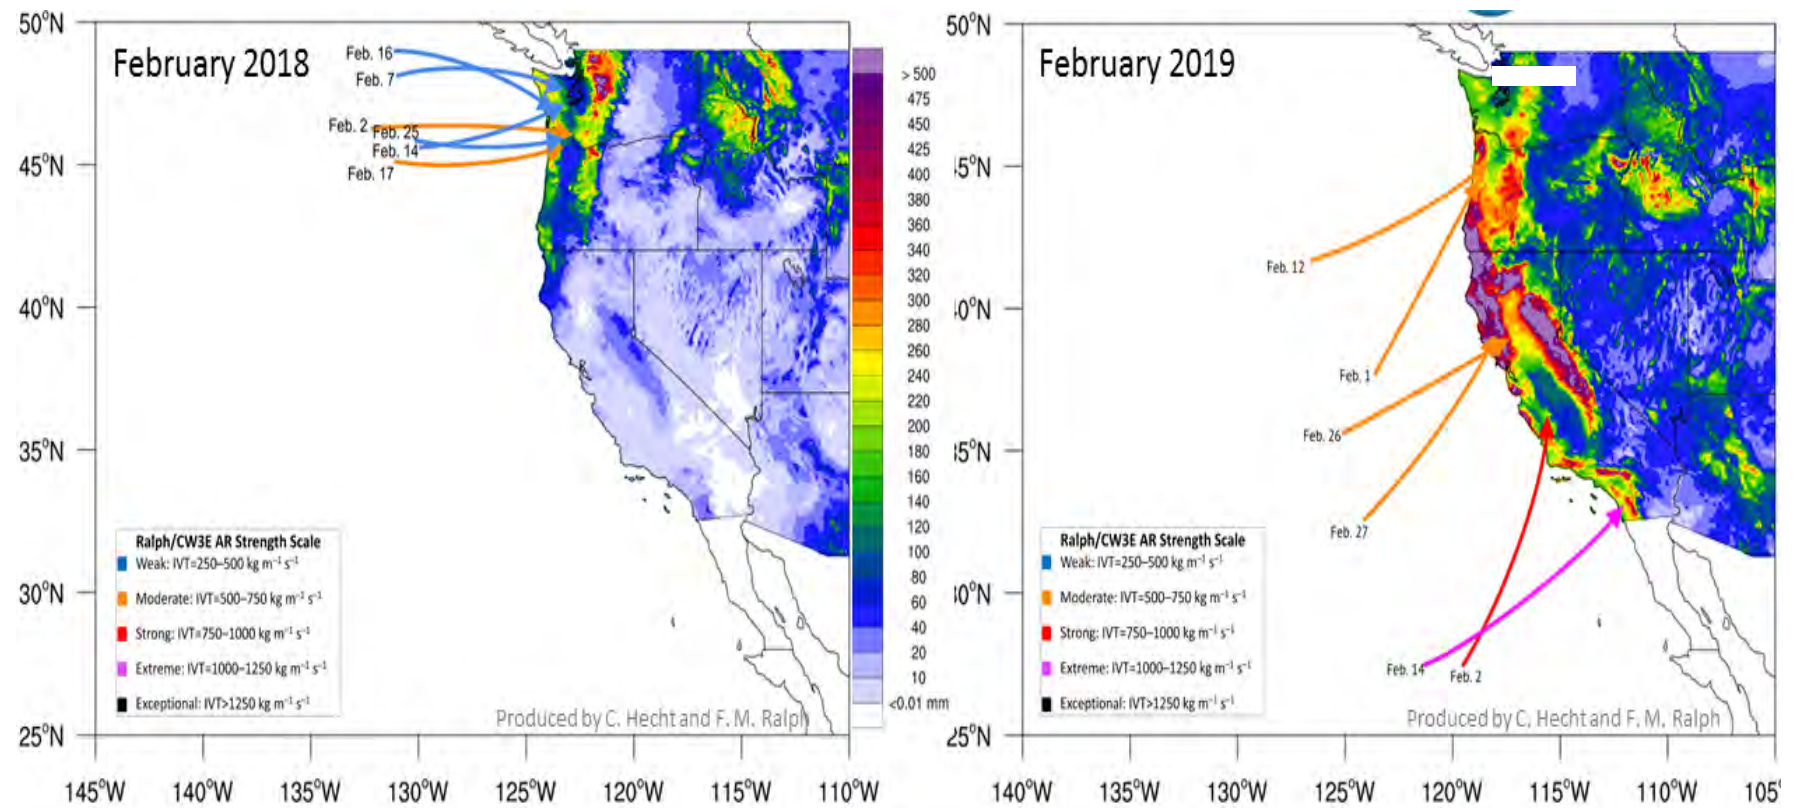 50°N
February 2018
Feb. 16
Feb. 7
Feb. 2
Feb. 25
Feb. 14
Feb. 17
45°N
40°N
35°N
30°N
25°N
Ralph/CW3E AR Strength Scale
Weak: IVT=250–500 kg m⁻¹ s⁻¹
Moderate: IVT=500–750 kg m⁻¹ s⁻¹
Strong: IVT=750–1000 kg m⁻¹ s⁻¹
Extreme: IVT=1000–1250 kg m⁻¹ s⁻¹
Exceptional: IVT>1250 kg m⁻¹ s⁻¹
Produced by C. Hecht and F. M. Ralph
145°W 140°W 135°W 130°W 125°W 120°W 115°W 110°W
> 500
475
450
425
400
380
360
340
320
300
280
260
240
220
200
180
160
140
120
100
80
60
40
20
10
<0.01 mm
50°N
February 2019
45°N
40°N
35°N
30°N
25°N
Feb. 12
Feb. 1
Feb. 26
Feb. 27
Feb. 14
Feb. 2
Ralph/CW3E AR Strength Scale
Weak: IVT=250–500 kg m⁻¹ s⁻¹
Moderate: IVT=500–750 kg m⁻¹ s⁻¹
Strong: IVT=750–1000 kg m⁻¹ s⁻¹
Extreme: IVT=1000–1250 kg m⁻¹ s⁻¹
Exceptional: IVT>1250 kg m⁻¹ s⁻¹
Produced by C. Hecht and F. M. Ralph
140°W 135°W 130°W 125°W 120°W 115°W 110°W 105°